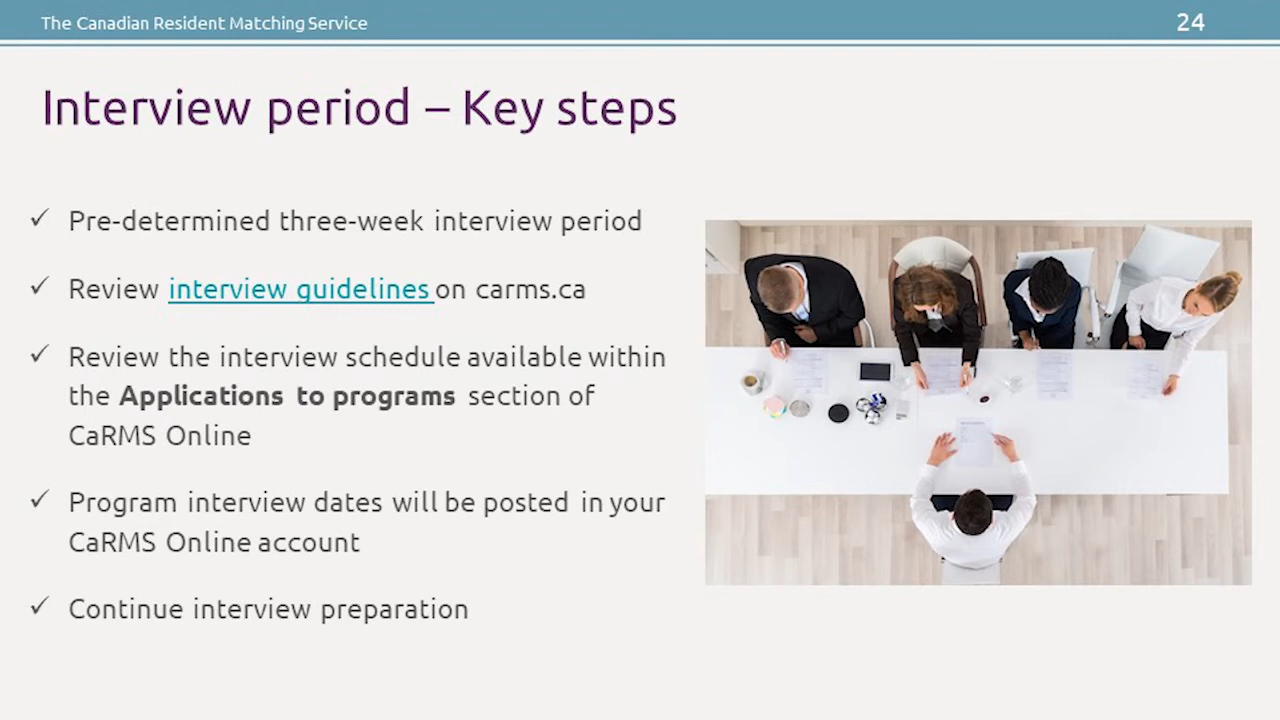 The Canadian Resident Matching Service
24
Interview period – Key steps
✓ Pre-determined three-week interview period
✓ Review interview guidelines on carms.ca
✓ Review the interview schedule available within
the Applications to programs section of
CaRMS Online
✓ Program interview dates will be posted in your
CaRMS Online account
✓ Continue interview preparation